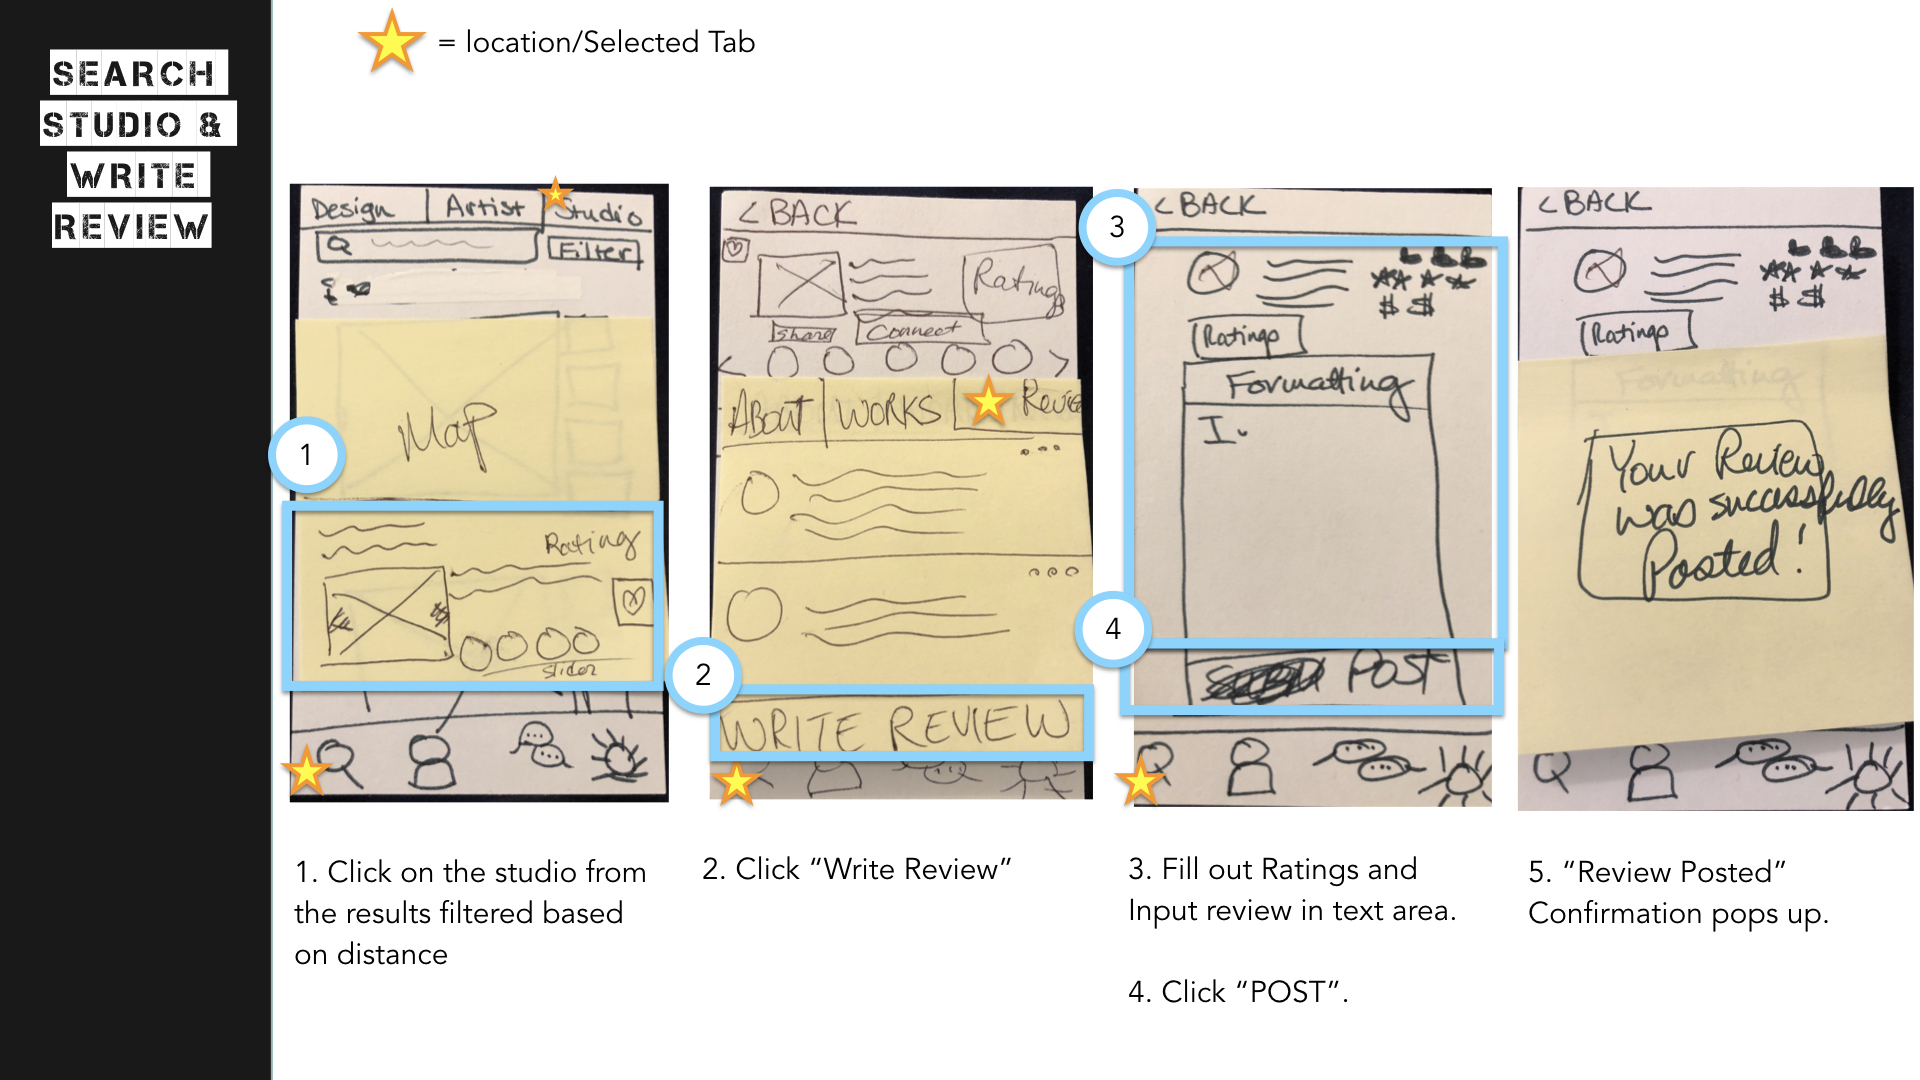 SEARCH
STUDIO &
WRITE
REVIEW
= location/Selected Tab
Design Artist Studio
Filter
Map
Rating
slider
1
1. Click on the studio from
the results filtered based
on distance
< BACK
Ratings
Share Connect
ABOUT WORKS Review
WRITE REVIEW
2
2. Click “Write Review”
3
< BACK
$ $
Ratings
Formatting
I.
4
POST
3. Fill out Ratings and
Input review in text area.
4. Click “POST”.
< BACK
$ $
Ratings
Formatting
Your Review
was successfully
Posted!
5. “Review Posted”
Confirmation pops up.